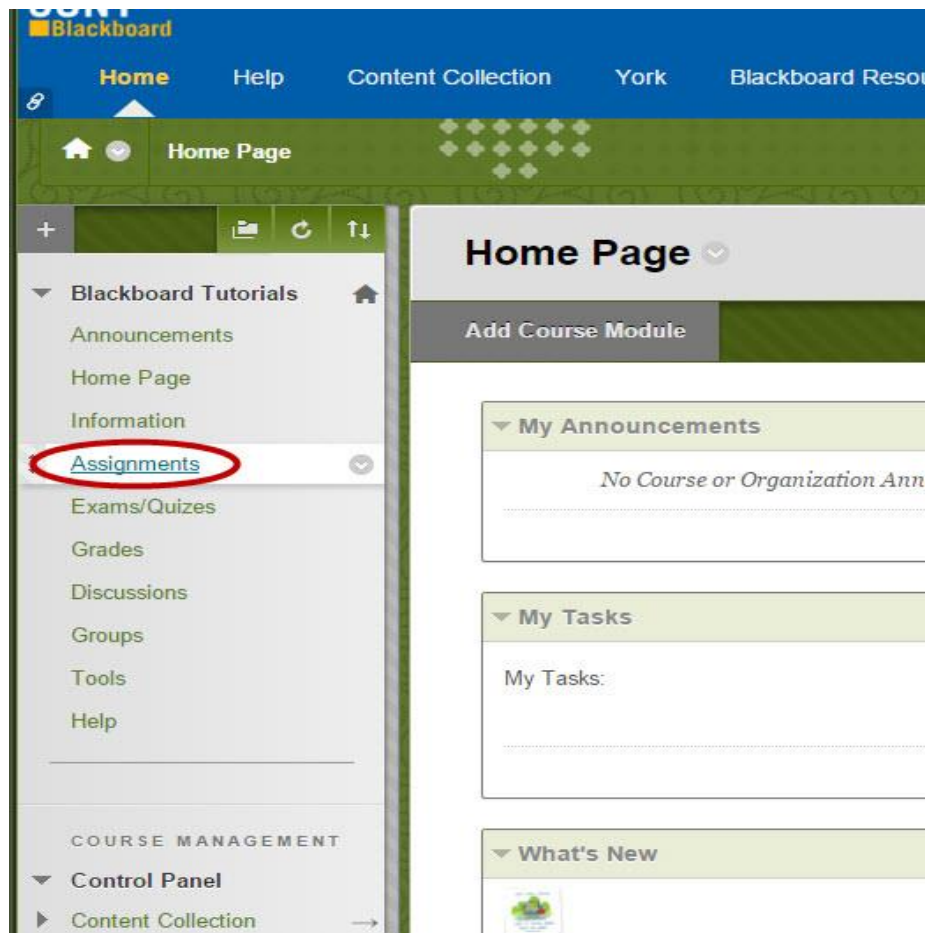 Blackboard
Home Help Content Collection York Blackboard
Home Page
Home Page
Add Course Module
Blackboard Tutorials
Announcements
Home Page
Information
Assignments
Exams/Quizes
Grades
Discussions
Groups
Tools
Help
COURSE MANAGEMENT
Control Panel
Content Collection
My Announcements
No Course or Organization
My Tasks
My Tasks:
What's New